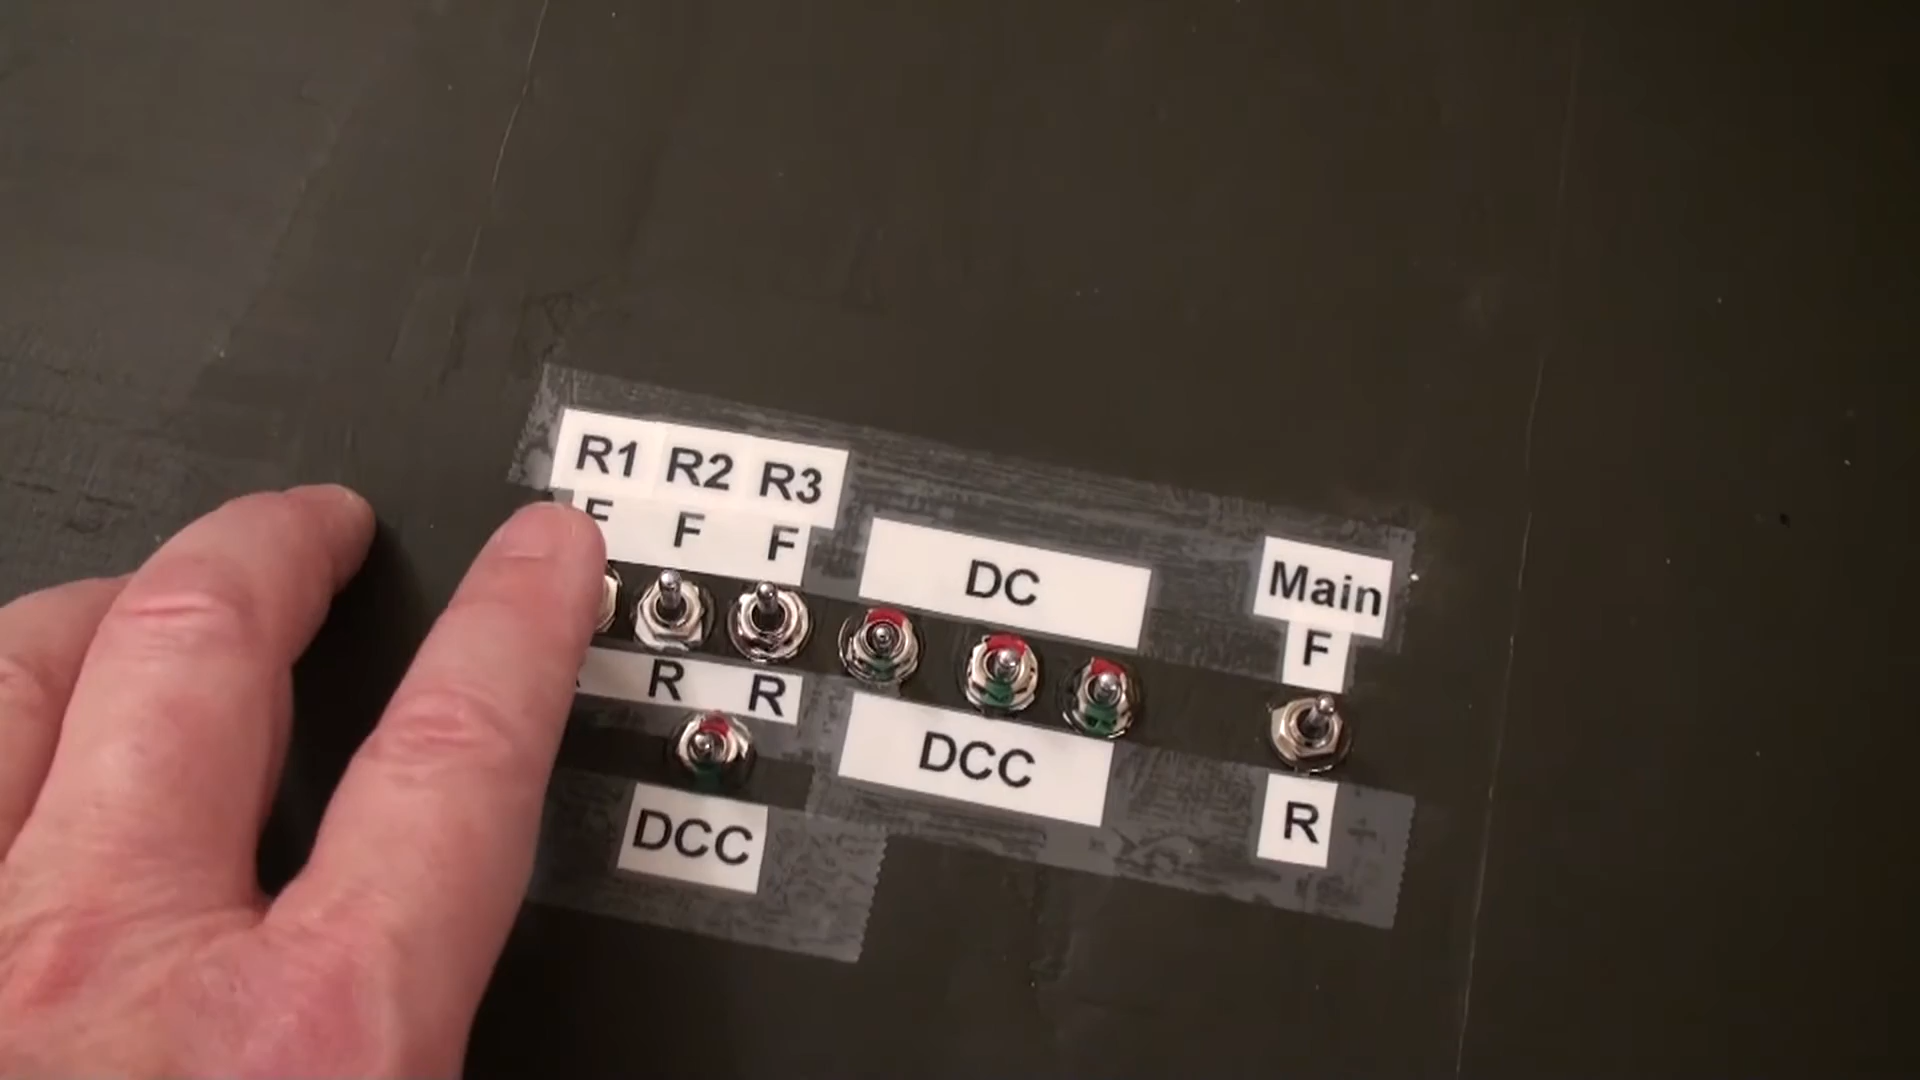 R1 R2 R3
F F F
DC
Main
F
R R
DCC
R
DCC